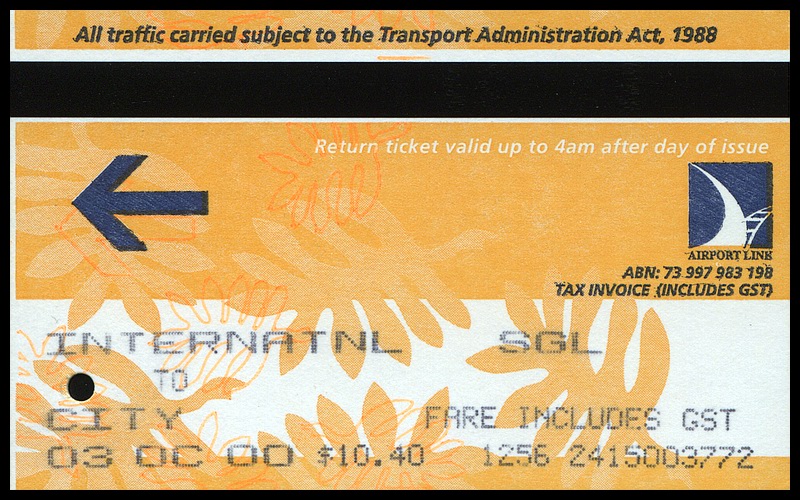 All traffic carried subject to the Transport Administration Act, 1988
Return ticket valid up to 4am after day of issue
AIRPORT LINK
ABN: 73 997 983 198
TAX INVOICE (INCLUDES GST)
INTERNATNL SGL
TO
CITY FARE INCLUDES GST
03 OC 00 $10.40 1256 2415003772